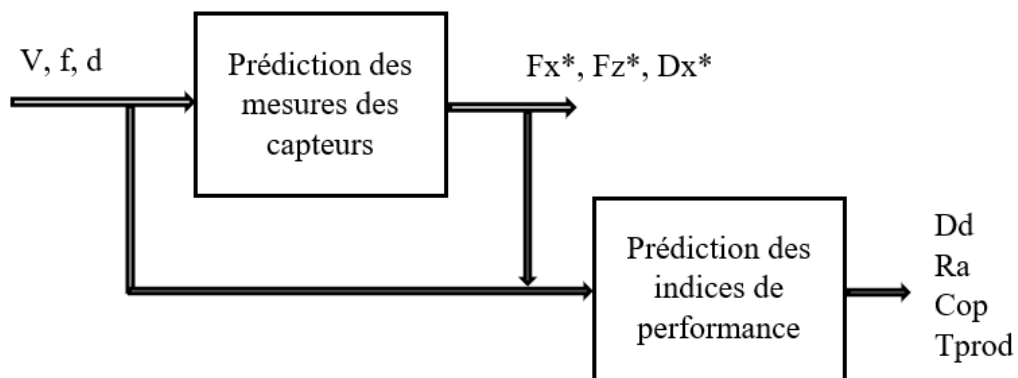 V, f, d
Prédiction des
mesures des
capteurs
Fx*, Fz*, Dx*
Prédiction des
indices de
performance
Dd
Ra
Cop
Tprod